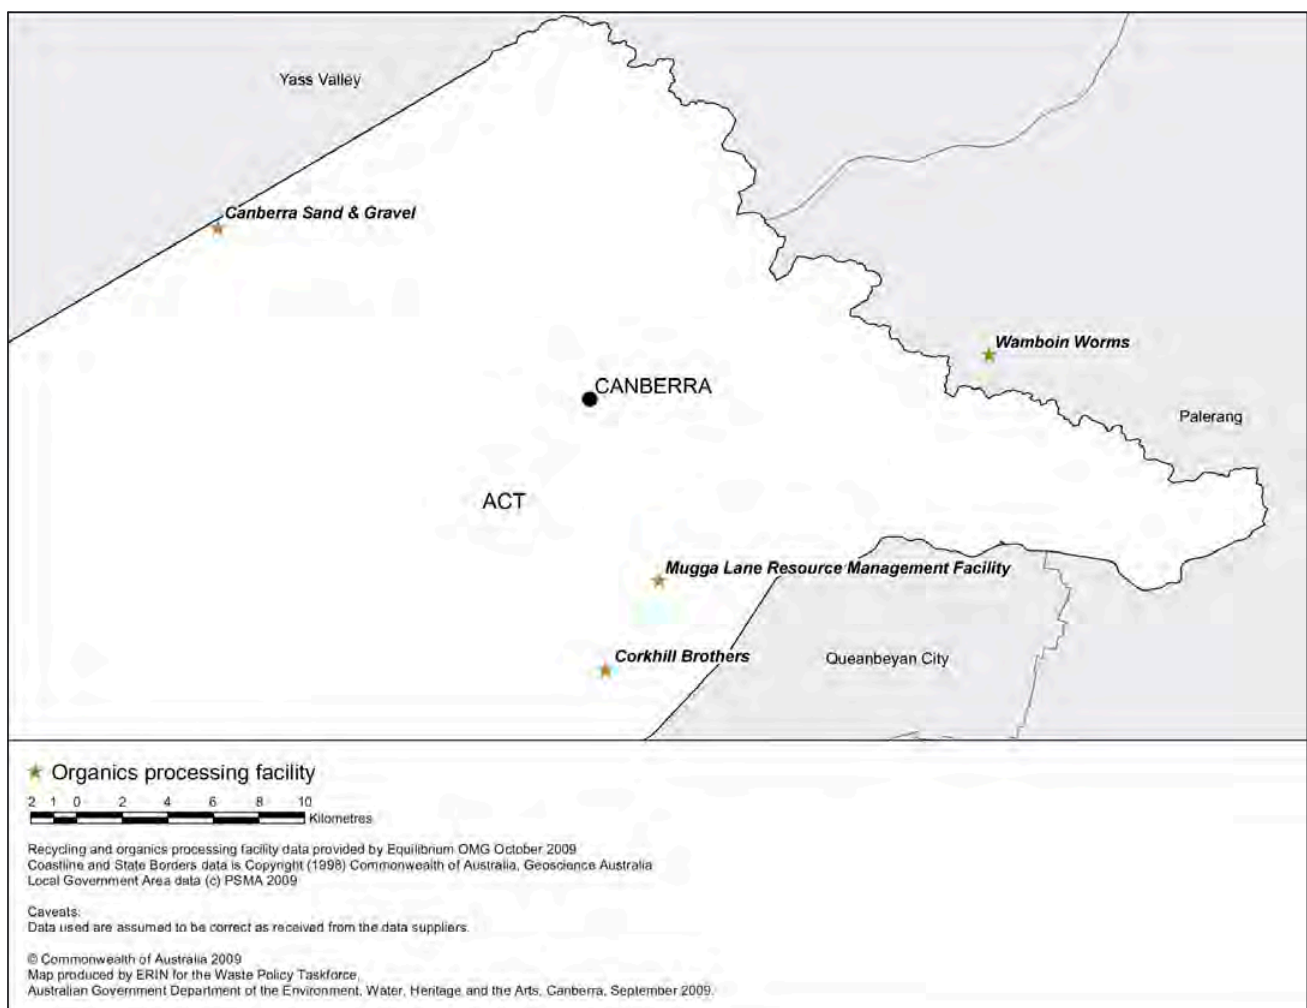 Yass Valley
Canberra Sand & Gravel
Wamboin Worms
CANBERRA
Palerang
ACT
Mugga Lane Resource Management Facility
Corkhill Brothers
Queanbeyan City
Organics processing facility
2 1 0 2 4 6 8 10
Kilometres
Recycling and organics processing facility data provided by Equilibrium OMG October 2009
Coastline and State Borders data is Copyright (1998) Commonwealth of Australia, Geoscience Australia
Local Government Area data (c) PSMA 2009
Caveats:
Data used are assumed to be correct as received from the data suppliers.
© Commonwealth of Australia 2009
Map produced by ERIN for the Waste Policy Taskforce,
Australian Government Department of the Environment, Water, Heritage and the Arts, Canberra, September 2009.